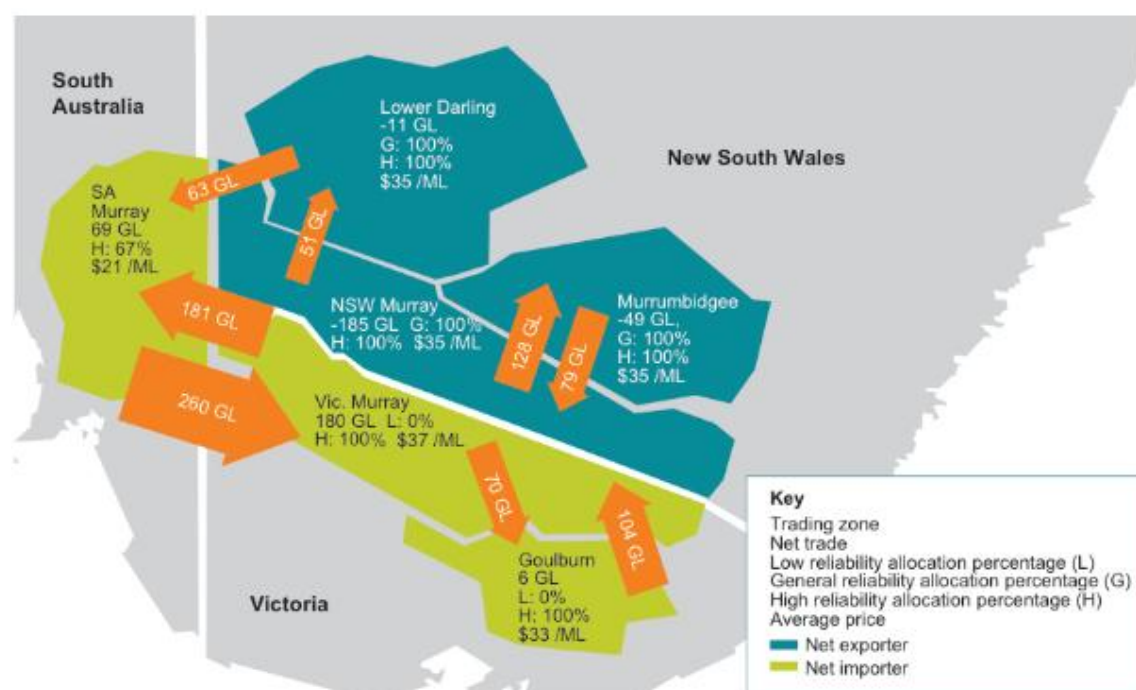 South
Australia
Lower Darling
-11 GL
G: 100%
H: 100%
$35 /ML
New South Wales
63 GL
SA
Murray
69 GL
H: 67%
$21 /ML
51 GL
181 GL
NSW Murray
-185 GL G: 100%
H: 100% $35 /ML
128 GL
79 GL
Murrumbidgee
-49 GL,
G: 100%
H: 100%
$35 /ML
260 GL
Vic. Murray
180 GL L: 0%
H: 100% $37 /ML
70 GL
104 GL
Goulburn
6 GL
L: 0%
H: 100%
$33 /ML
Victoria
Key
Trading zone
Net trade
Low reliability allocation percentage (L)
General reliability allocation percentage (G)
High reliability allocation percentage (H)
Average price
Net exporter
Net importer